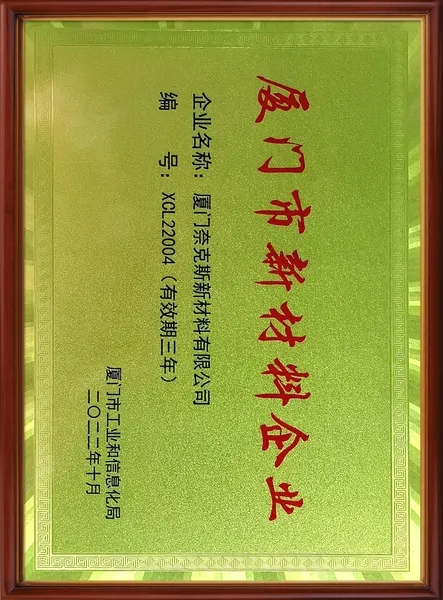 厦门市新材料企业
企业名称：厦门奈克斯新材料有限公司
编 号：XCL22004（有效期三年）
厦门市工业和信息化局
二〇二二年十月